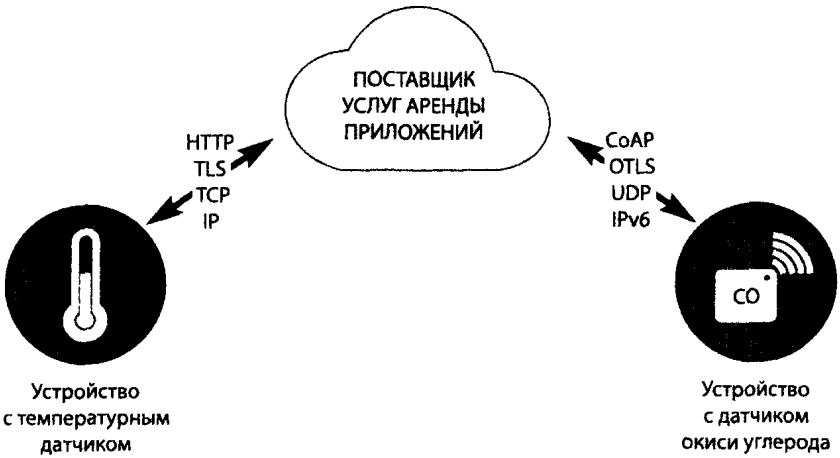 ПОСТАВЩИК
УСЛУГ АРЕНДЫ
ПРИЛОЖЕНИЙ
HTTP
TLS
TCP
IP
CoAP
OTLS
UDP
IPv6
CO
Устройство
с температурным
датчиком
Устройство
с датчиком
окиси углерода